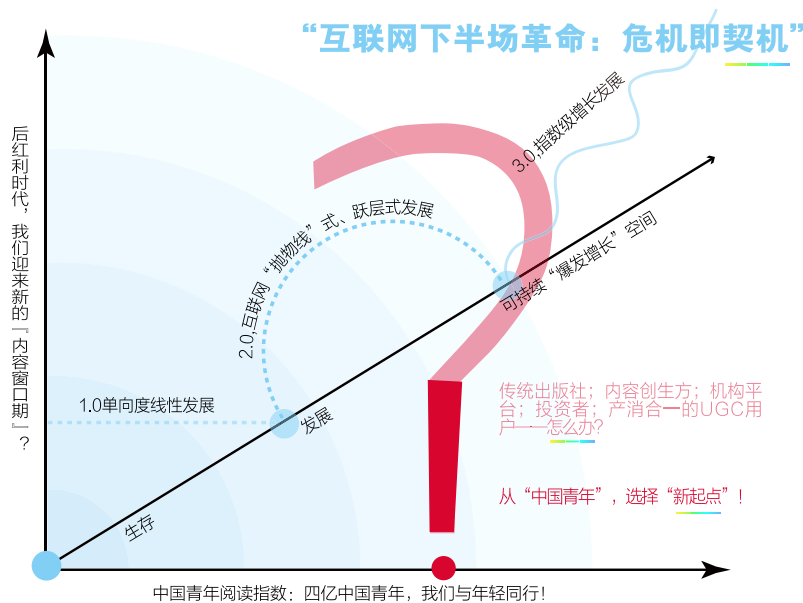 “互联网下半场革命：危机即契机”
后红利时代，我们迎来新的『内容窗口期』？
3.0,指数级增长发展
2.0,互联网“抛物线”式、跃层式发展
可持续“爆发增长”空间
1.0单向度线性发展
发展
生存
传统出版社；内容创生方；机构平
台；投资者；产消合一的UGC用
户——怎么办?
从“中国青年”，选择“新起点”！
中国青年阅读指数：四亿中国青年，我们与年轻同行！